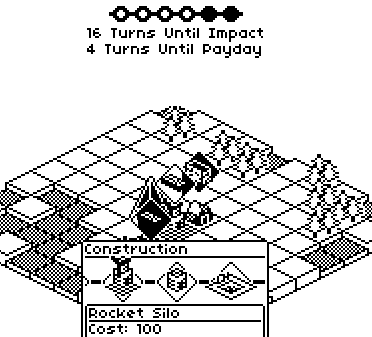 16 Turns Until Impact
4 Turns Until Payday
Construction
Rocket Silo
Cost: 100